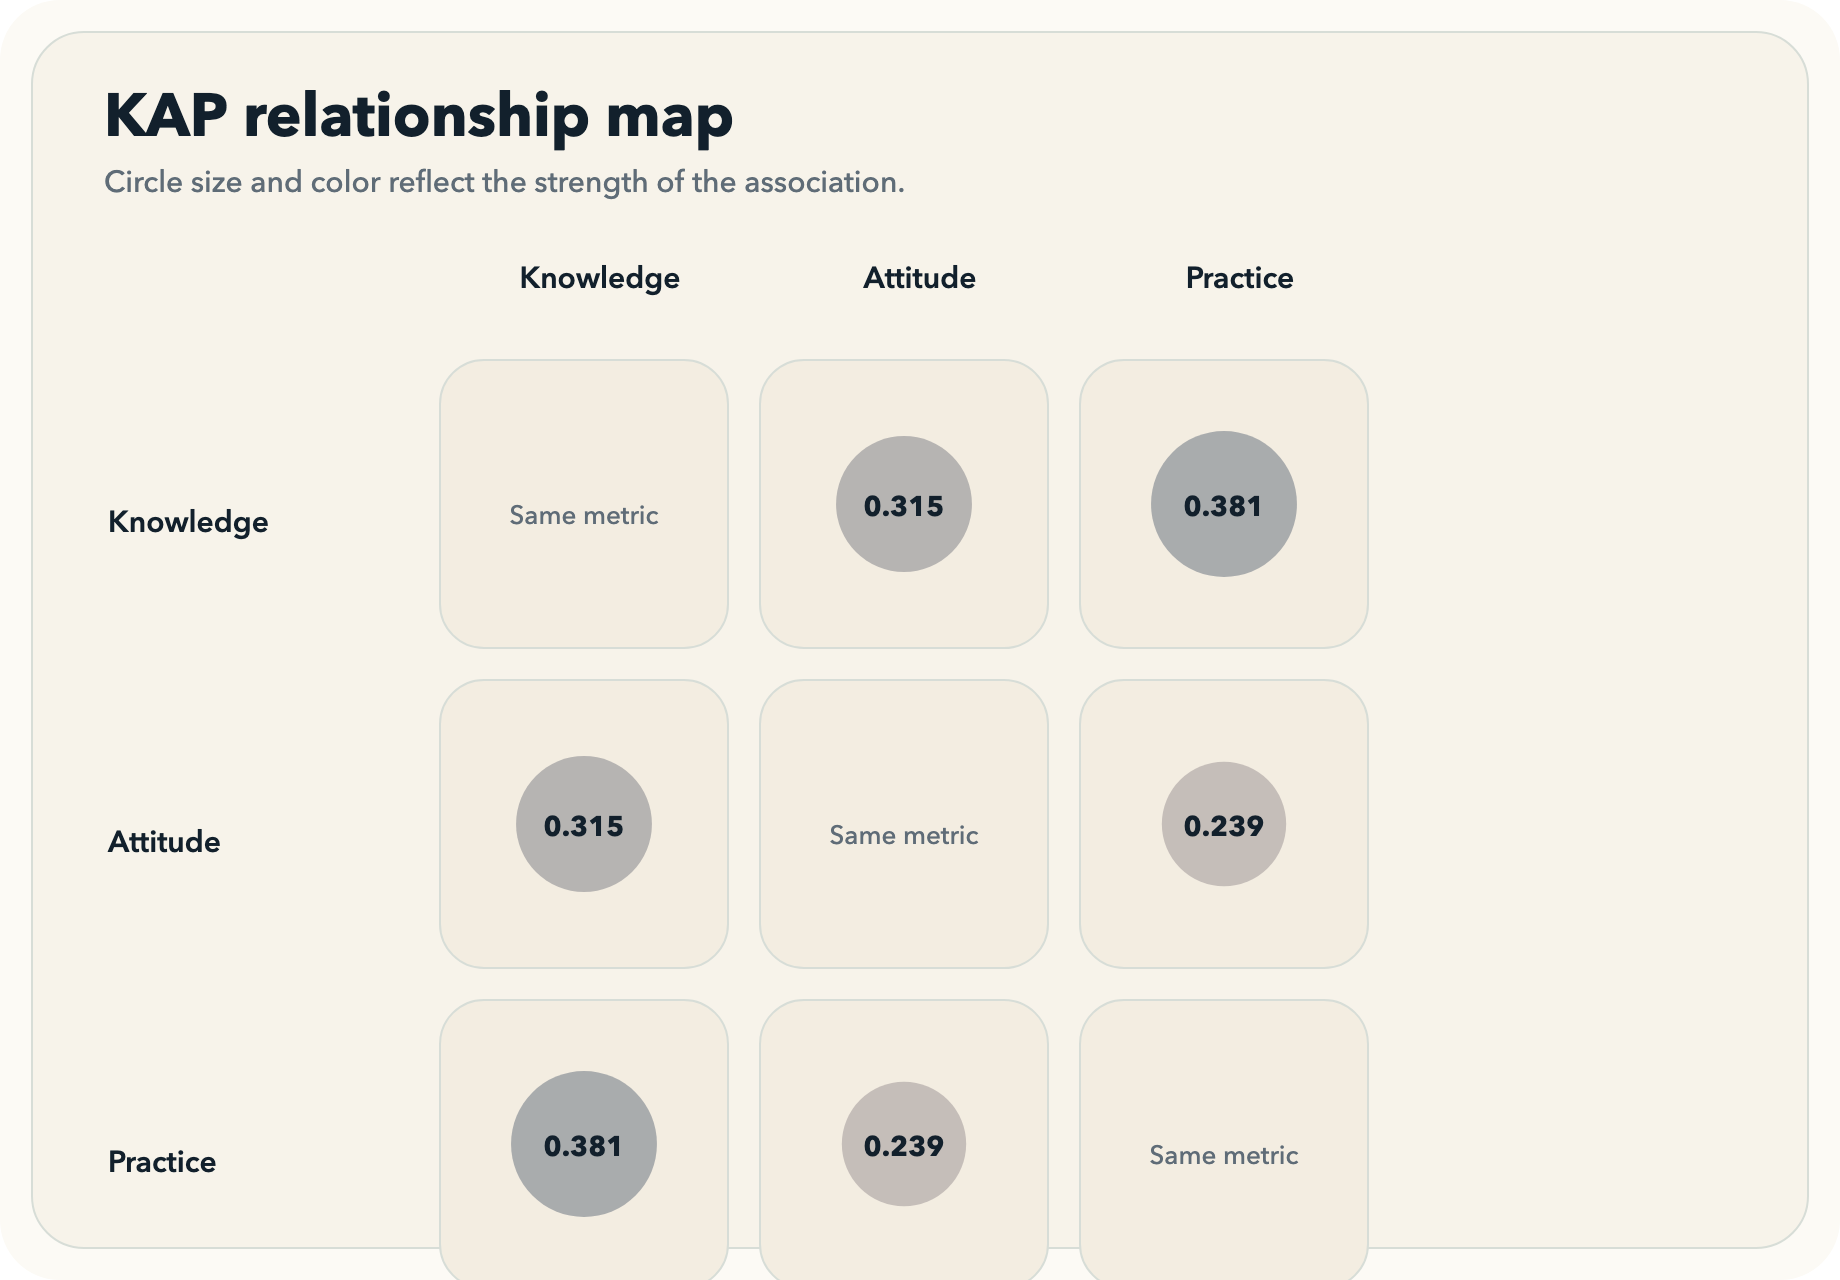 KAP relationship map
Circle size and color reflect the strength of the association.
Knowledge Attitude Practice
Knowledge Same metric 0.315 0.381
Attitude 0.315 Same metric 0.239
Practice 0.381 0.239 Same metric